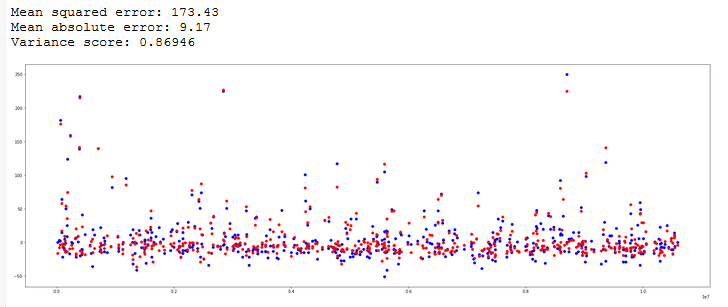 Mean squared error: 173.43
Mean absolute error: 9.17
Variance score: 0.86946
250
200
150
100
50
0
−50
0.0 0.2 0.4 0.6 0.8 1.0
1e7